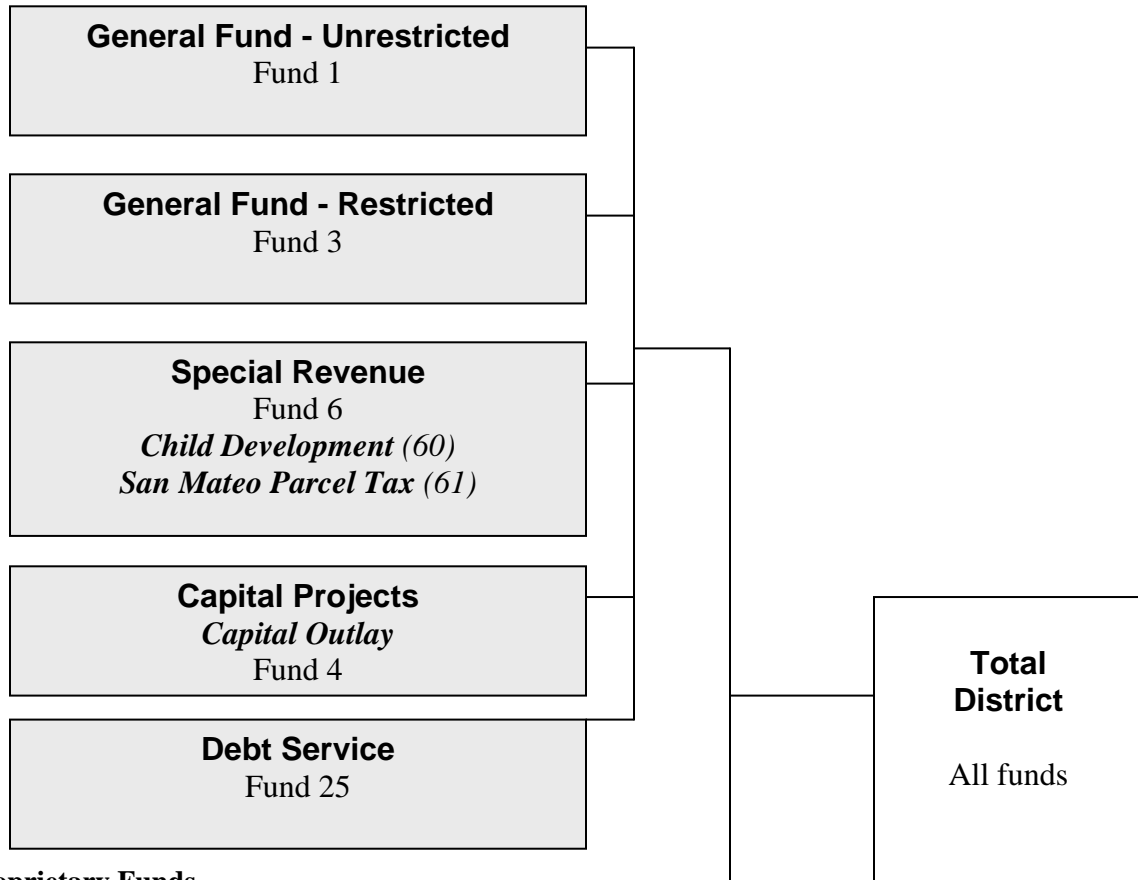 General Fund - Unrestricted
Fund 1
General Fund - Restricted
Fund 3
Special Revenue
Fund 6
Child Development (60)
San Mateo Parcel Tax (61)
Capital Projects
Capital Outlay
Fund 4
Debt Service
Fund 25
Total
District
All funds